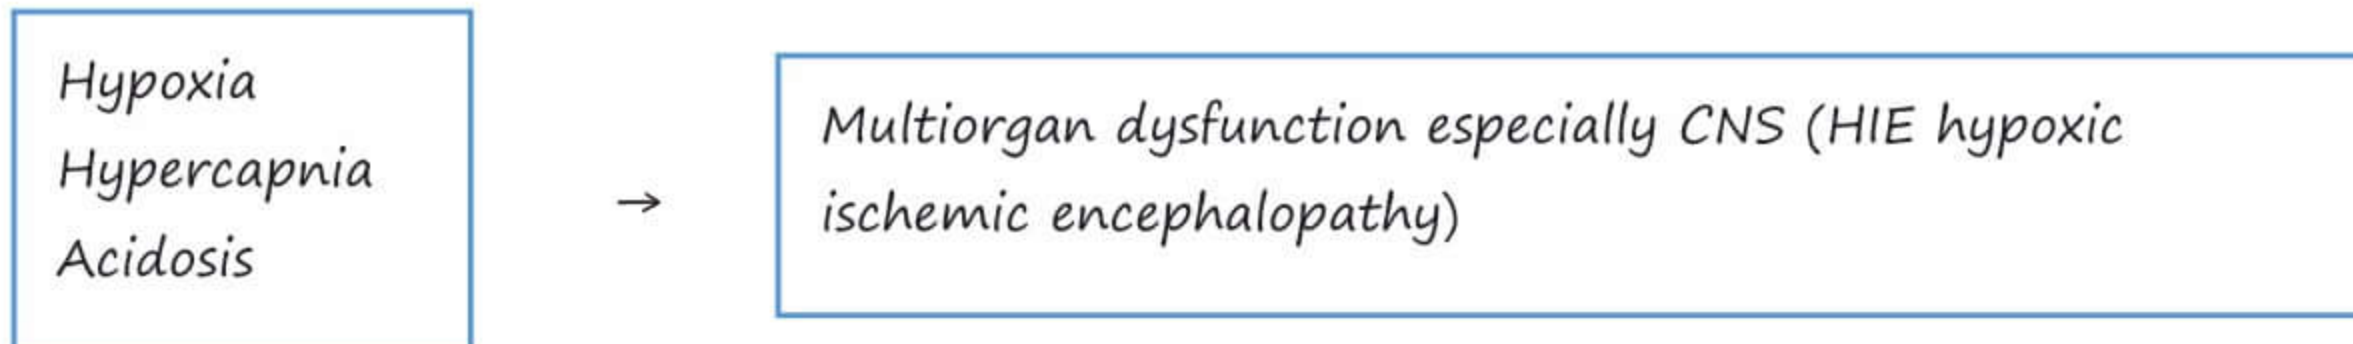 Hypoxia
Hypercapnia
Acidosis
→
Multiorgan dysfunction especially CNS (HIE hypoxic
ischemic encephalopathy)